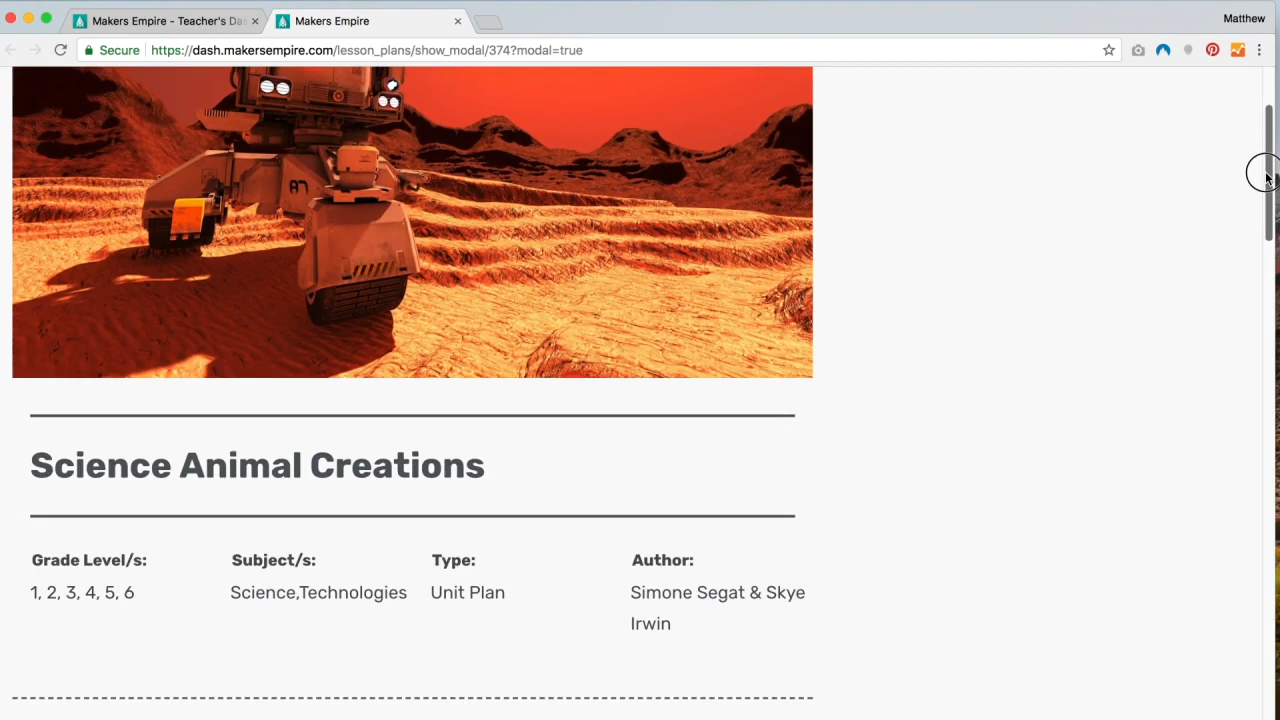 Makers Empire - Teacher's Da
Makers Empire
Matthew
Secure
https://dash.makersempire.com/lesson_plans/show_modal/374?modal=true
Science Animal Creations
Grade Level/s:
Subject/s:
Type:
Author:
1, 2, 3, 4, 5, 6
Science,Technologies
Unit Plan
Simone Segat & Skye
Irwin